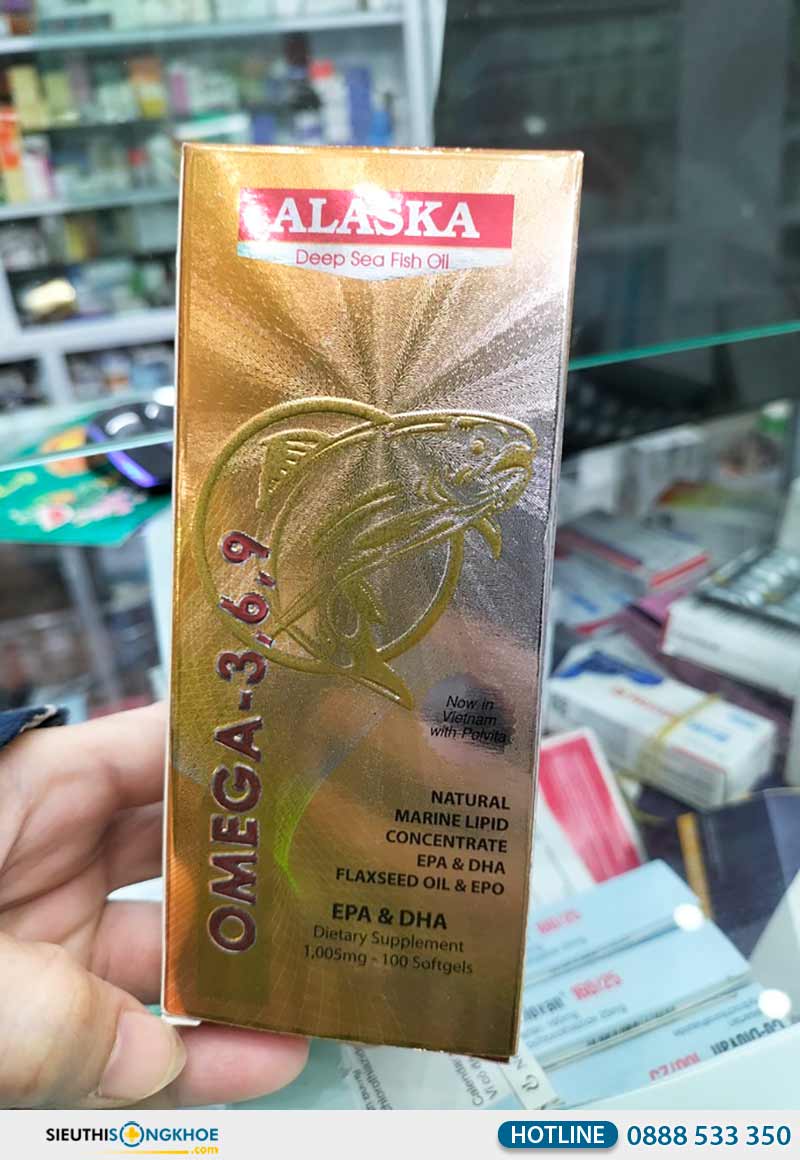 ALASKA
Deep Sea Fish Oil
OMEGA-3,6,9
Now in
Vietnam
with Polvita
NATURAL
MARINE LIPID
CONCENTRATE
EPA & DHA
FLAXSEED OIL & EPO
EPA & DHA
Dietary Supplement
1,005mg - 100 Softgels
SIEUTHISONGKHOE
.com
HOTLINE 0888 533 350